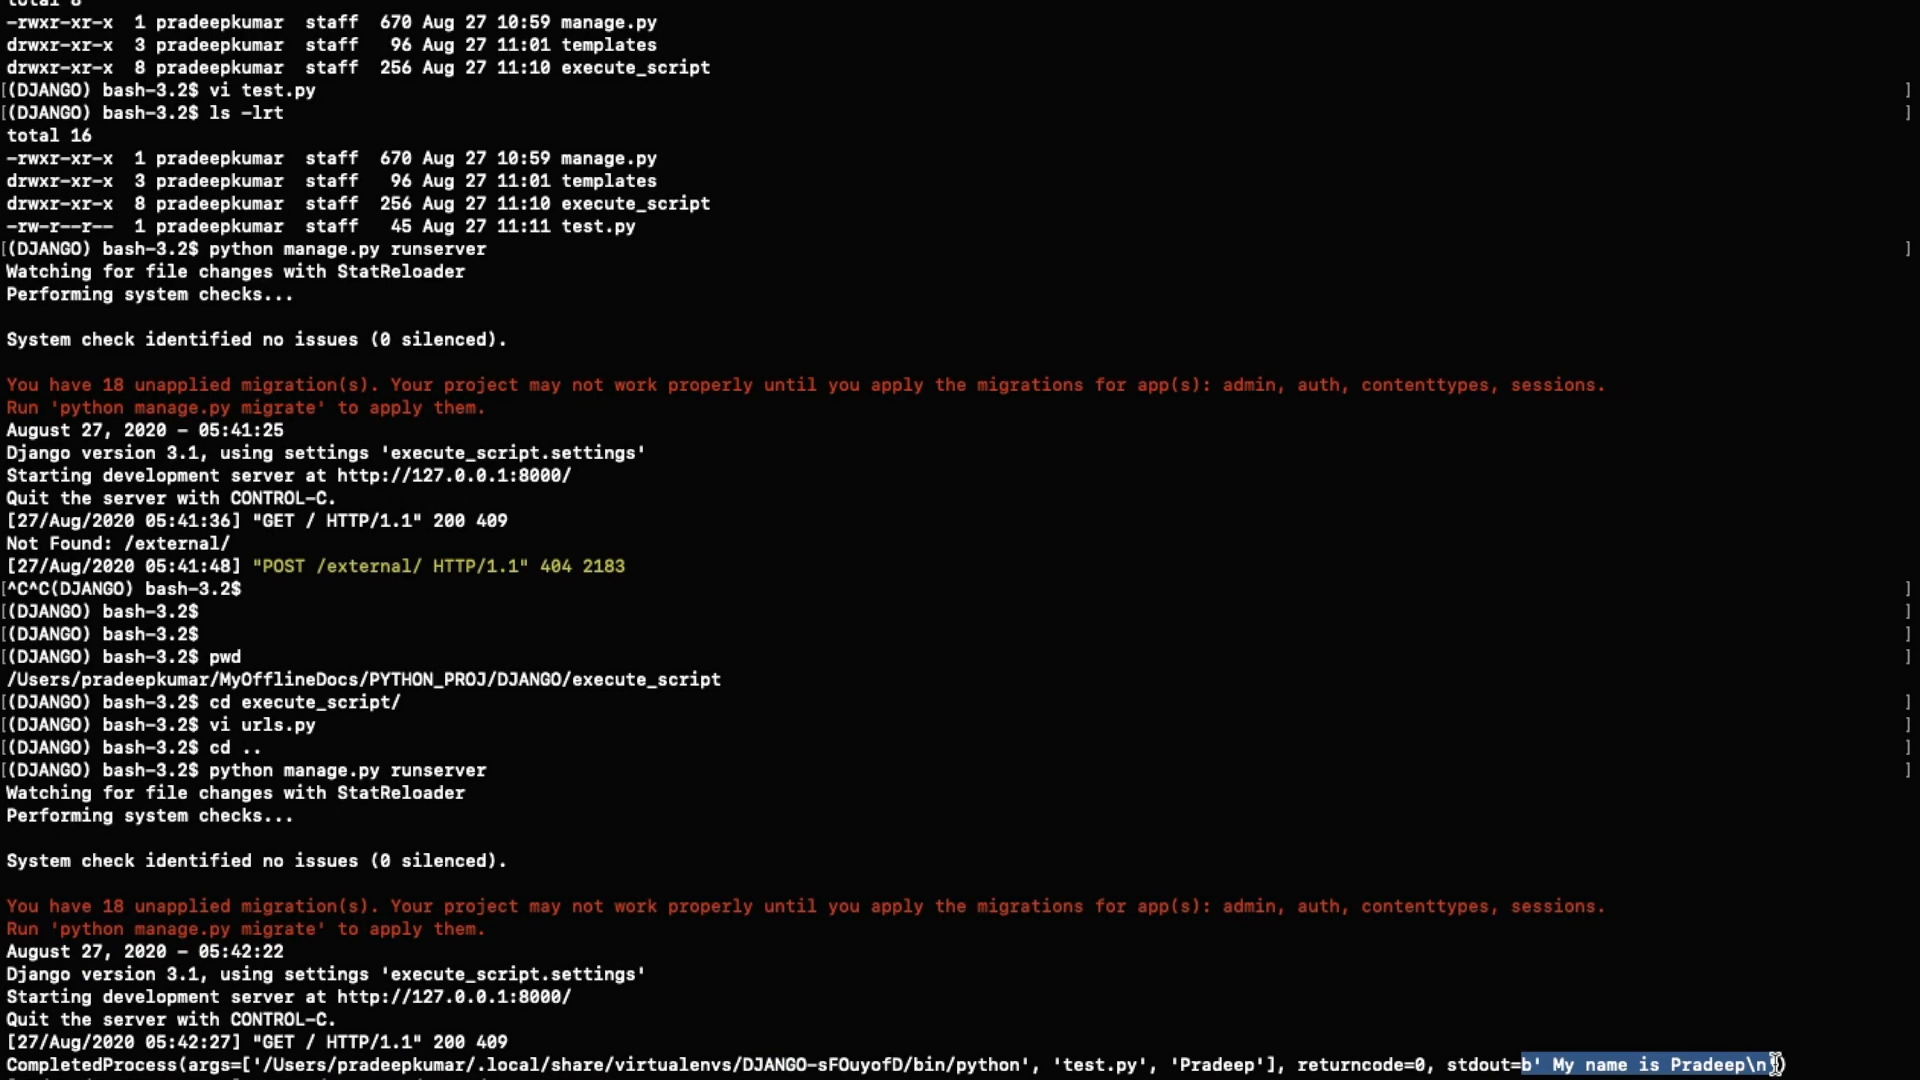 total 8
-rwxr-xr-x  1 pradeepkumar  staff  670 Aug 27 10:59 manage.py
drwxr-xr-x  3 pradeepkumar  staff   96 Aug 27 11:01 templates
drwxr-xr-x  8 pradeepkumar  staff  256 Aug 27 11:10 execute_script
[(DJANGO) bash-3.2$ vi test.py ]
[(DJANGO) bash-3.2$ ls -lrt ]
total 16
-rwxr-xr-x  1 pradeepkumar  staff  670 Aug 27 10:59 manage.py
drwxr-xr-x  3 pradeepkumar  staff   96 Aug 27 11:01 templates
drwxr-xr-x  8 pradeepkumar  staff  256 Aug 27 11:10 execute_script
-rw-r--r--  1 pradeepkumar  staff   45 Aug 27 11:11 test.py
[(DJANGO) bash-3.2$ python manage.py runserver ]
Watching for file changes with StatReloader
Performing system checks...
System check identified no issues (0 silenced).
You have 18 unapplied migration(s). Your project may not work properly until you apply the migrations for app(s): admin, auth, contenttypes, sessions.
Run 'python manage.py migrate' to apply them.
August 27, 2020 - 05:41:25
Django version 3.1, using settings 'execute_script.settings'
Starting development server at http://127.0.0.1:8000/
Quit the server with CONTROL-C.
[27/Aug/2020 05:41:36] "GET / HTTP/1.1" 200 409
Not Found: /external/
[27/Aug/2020 05:41:48] "POST /external/ HTTP/1.1" 404 2183
[^C^C(DJANGO) bash-3.2$ ]
[(DJANGO) bash-3.2$ ]
[(DJANGO) bash-3.2$ ]
[(DJANGO) bash-3.2$ pwd ]
/Users/pradeepkumar/MyOfflineDocs/PYTHON_PROJ/DJANGO/execute_script
[(DJANGO) bash-3.2$ cd execute_script/ ]
[(DJANGO) bash-3.2$ vi urls.py ]
[(DJANGO) bash-3.2$ cd .. ]
[(DJANGO) bash-3.2$ python manage.py runserver ]
Watching for file changes with StatReloader
Performing system checks...
System check identified no issues (0 silenced).
You have 18 unapplied migration(s). Your project may not work properly until you apply the migrations for app(s): admin, auth, contenttypes, sessions.
Run 'python manage.py migrate' to apply them.
August 27, 2020 - 05:42:22
Django version 3.1, using settings 'execute_script.settings'
Starting development server at http://127.0.0.1:8000/
Quit the server with CONTROL-C.
[27/Aug/2020 05:42:27] "GET / HTTP/1.1" 200 409
CompletedProcess(args=['/Users/pradeepkumar/.local/share/virtualenvs/DJANGO-sFOuyofD/bin/python', 'test.py', 'Pradeep'], returncode=0, stdout=b' My name is Pradeep\n')